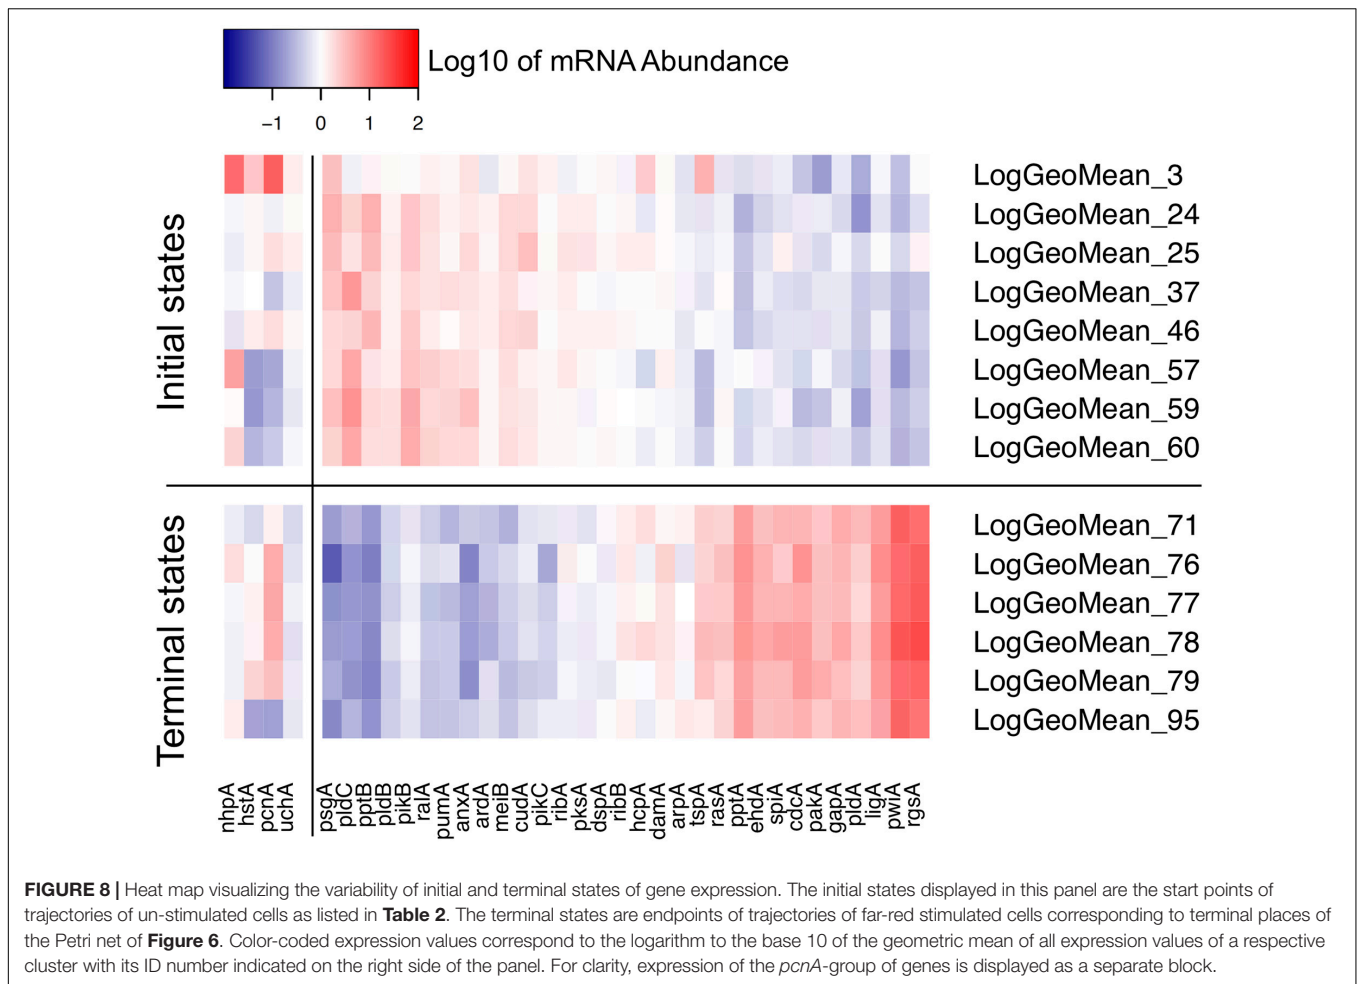 Log10 of mRNA Abundance
−1 0 1 2
Initial states
LogGeoMean_3
LogGeoMean_24
LogGeoMean_25
LogGeoMean_37
LogGeoMean_46
LogGeoMean_57
LogGeoMean_59
LogGeoMean_60
Terminal states
LogGeoMean_71
LogGeoMean_76
LogGeoMean_77
LogGeoMean_78
LogGeoMean_79
LogGeoMean_95
nhpA
hstA
pcnA
uchA
psgA
pldC
pptB
pldB
pikB
ralA
pumA
anxA
ardA
meiB
cudA
pikC
ribA
pksA
dspA
ribB
hcpA
damA
arpA
tspA
rasA
pptA
ehdA
spiA
cdcA
pakA
gapA
pldA
ligA
pwiA
rgsA
FIGURE 8 | Heat map visualizing the variability of initial and terminal states of gene expression. The initial states displayed in this panel are the start points of
trajectories of un-stimulated cells as listed in Table 2. The terminal states are endpoints of trajectories of far-red stimulated cells corresponding to terminal places of
the Petri net of Figure 6. Color-coded expression values correspond to the logarithm to the base 10 of the geometric mean of all expression values of a respective
cluster with its ID number indicated on the right side of the panel. For clarity, expression of the pcnA-group of genes is displayed as a separate block.